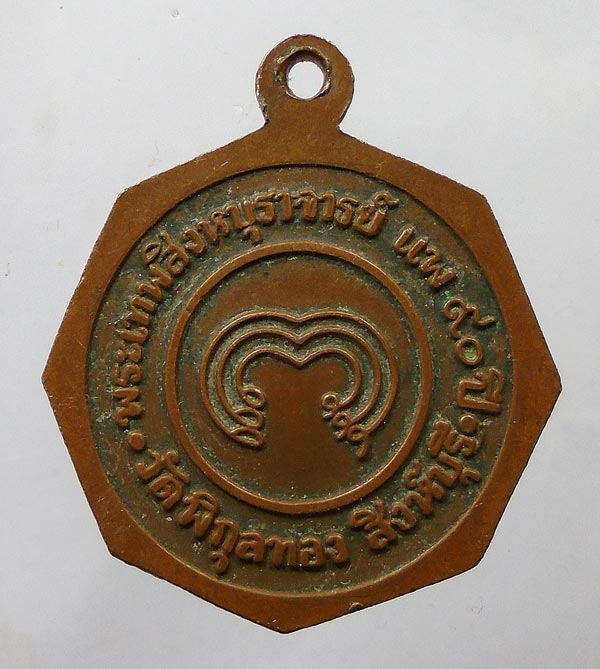 พระเทพสิงหบุราจารย์ แพ ๙๐ ปี
วัดพิกุลทอง สิงห์บุรี